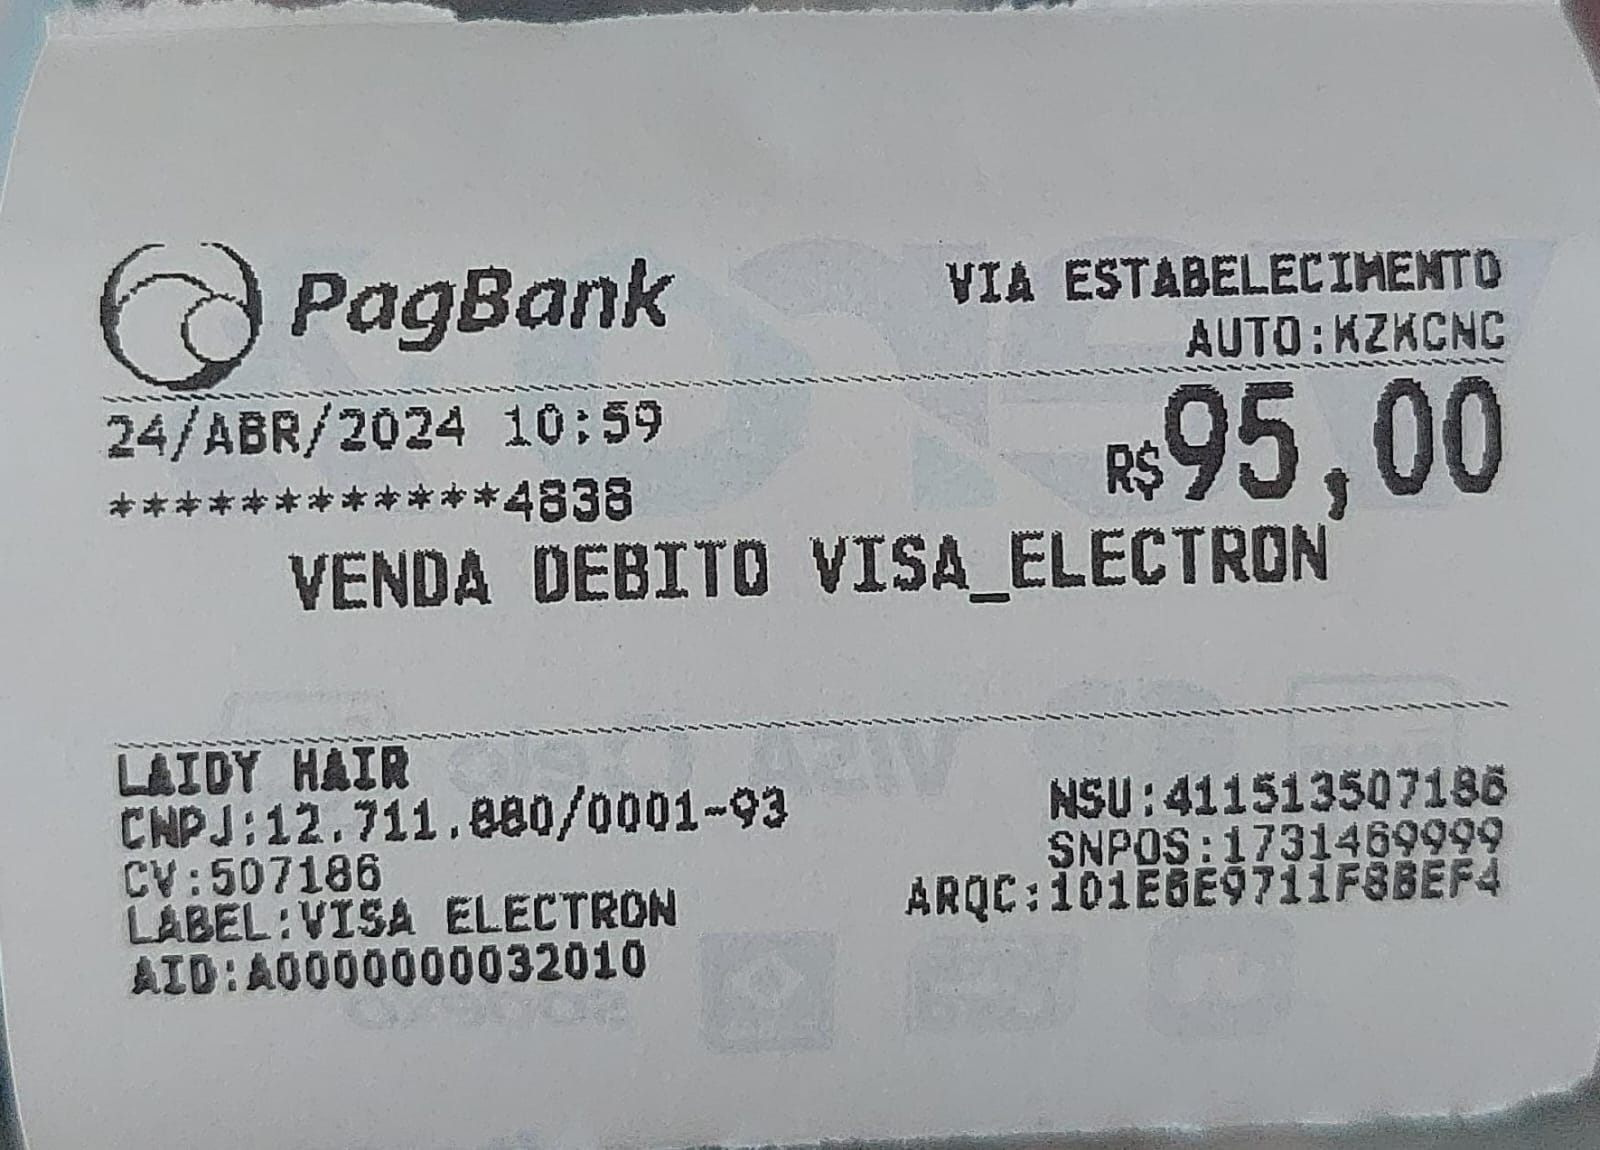 PagBank
VIA ESTABELECIMENTO
AUTO:KZKCNC
24/ABR/2024 10:59
R$95,00
************4838
VENDA DEBITO VISA_ELECTRON
LAIDY HAIR
CNPJ:12.711.880/0001-93
NSU:411513507186
CV:507186
SNPOS:1731469999
LABEL:VISA ELECTRON
ARQC:101E6E9711F8BEF4
AID:A0000000032010